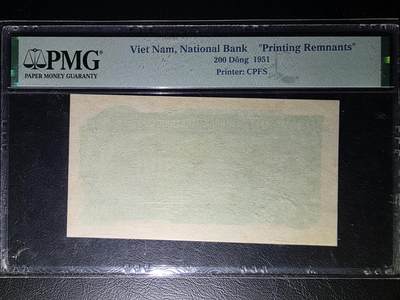 PMG
PAPER MONEY GUARANTY
Viet Nam, National Bank "Printing Remnants"
200 Dông 1951
Printer: CPFS